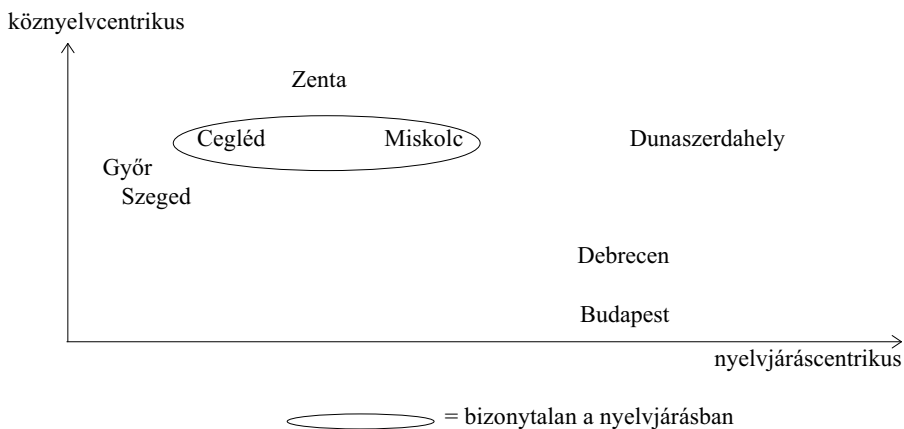 köznyelvcentrikus
Zenta
Cegléd Miskolc Dunaszerdahely
Győr
Szeged
Debrecen
Budapest
nyelvjáráscentrikus
= bizonytalan a nyelvjárásban